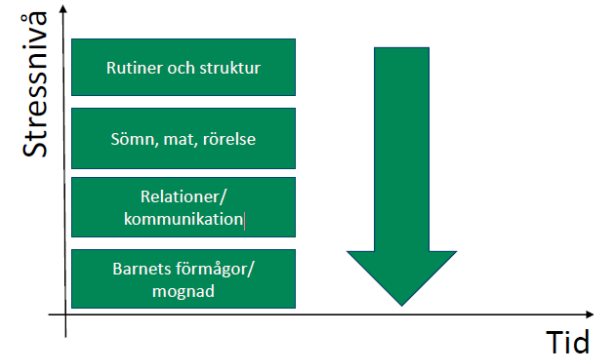 Stressnivå
Rutiner och struktur
Sömn, mat, rörelse
Relationer/
kommunikation
Barnets förmågor/
mognad
Tid